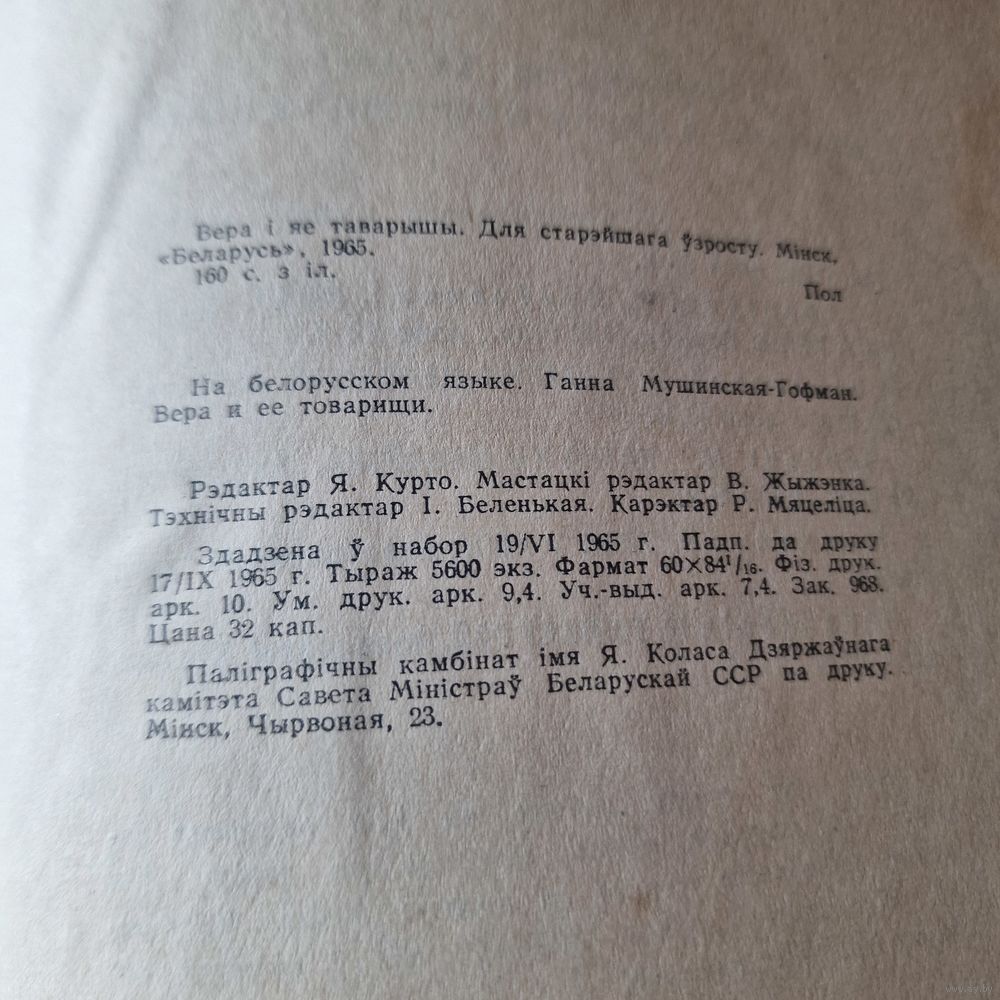 Вера і яе таварышы. Для старэйшага ўзросту. Мінск,
«Беларусь», 1965.
160 с. з іл.
Пол
На белорусском языке. Ганна Мушинская-Гофман.
Вера и ее товарищи.
Рэдактар Я. Курто. Мастацкі рэдактар В. Жыжэнка.
Тэхнічны рэдактар І. Беленькая. Карэктар Р. Мяцеліца.
Здадзена ў набор 19/VI 1965 г. Падп. да друку
17/IX 1965 г. Тыраж 5600 экз. Фармат 60×84¹/₁₆. Фіз. друк.
арк. 10. Ум. друк. арк. 9,4. Уч.-выд. арк. 7,4. Зак. 968.
Цана 32 кап.
Паліграфічны камбінат імя Я. Коласа Дзяржаўнага
камітэта Савета Міністраў Беларускай ССР па друку.
Мінск, Чырвоная, 23.
www.ay.by